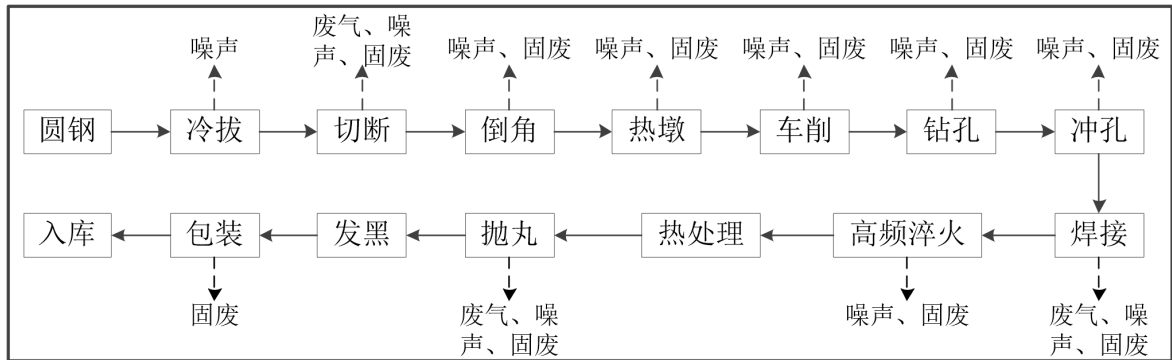 噪声
废气、噪
声、固废
噪声、固废
噪声、固废
噪声、固废
噪声、固废
噪声、固废
圆钢
冷拔
切断
倒角
热墩
车削
钻孔
冲孔
入库
包装
发黑
抛丸
热处理
高频淬火
焊接
固废
废气、噪
声、固废
噪声、固废
废气、噪
声、固废